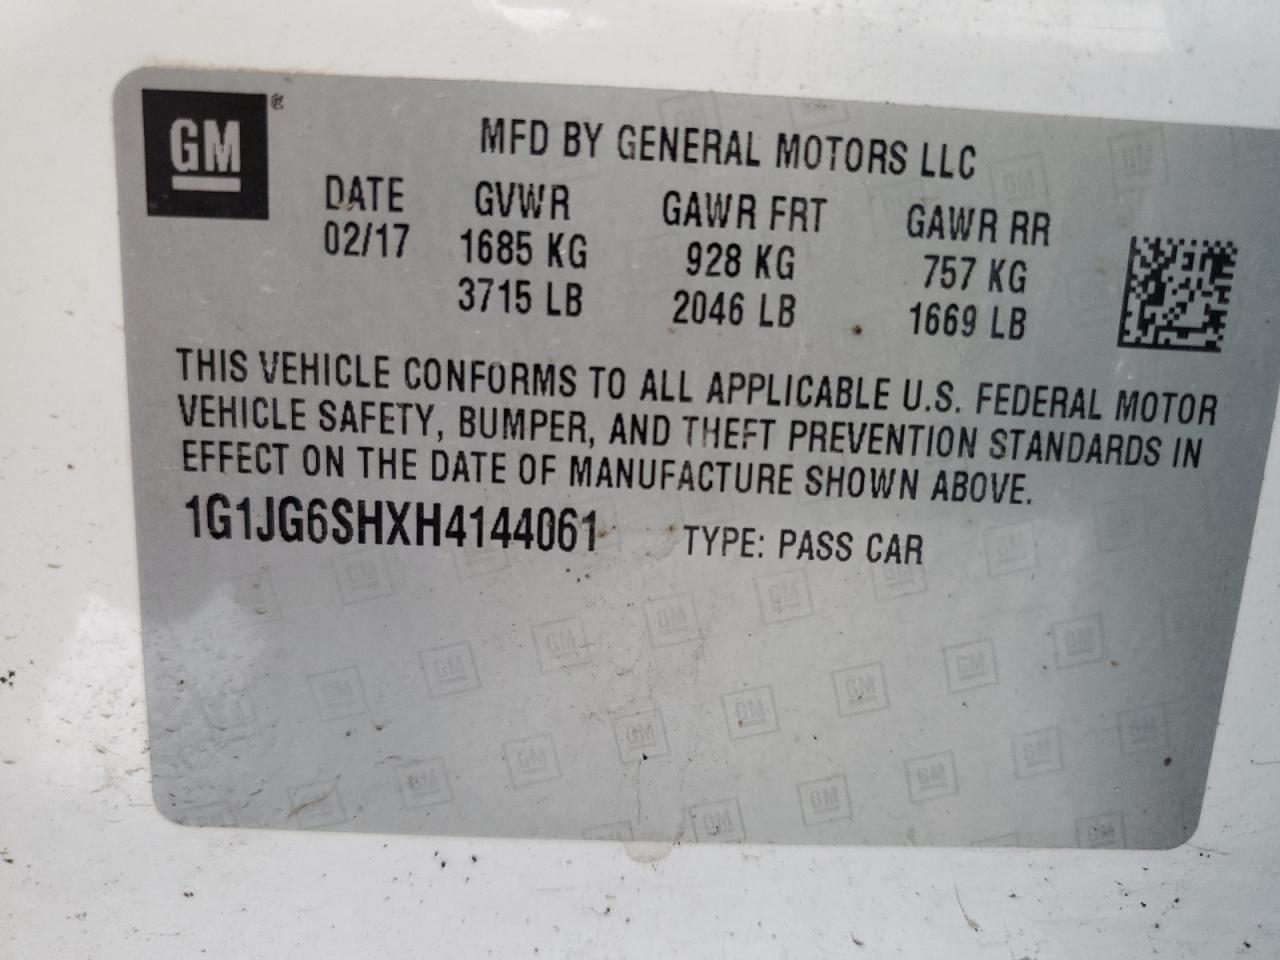 GM
MFD BY GENERAL MOTORS LLC
DATE GVWR GAWR FRT GAWR RR
02/17 1685 KG 928 KG 757 KG
3715 LB 2046 LB 1669 LB
THIS VEHICLE CONFORMS TO ALL APPLICABLE U.S. FEDERAL MOTOR
VEHICLE SAFETY, BUMPER, AND THEFT PREVENTION STANDARDS IN
EFFECT ON THE DATE OF MANUFACTURE SHOWN ABOVE.
1G1JG6SHXH4144061 TYPE: PASS CAR